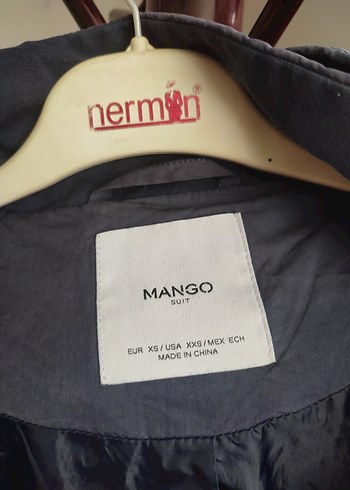 nermin®
MANGO
SUIT
EUR XS / USA XXS / MEX ECH
MADE IN CHINA